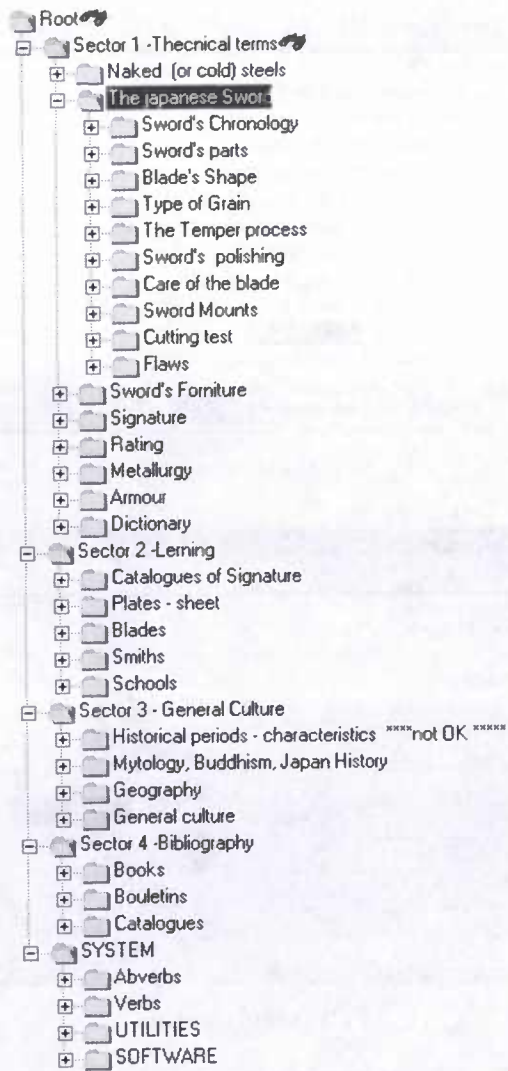 Root
Sector 1 -Thecnical terms
Naked (or cold) steels
The japanese Sword
Sword's Chronology
Sword's parts
Blade's Shape
Type of Grain
The Temper process
Sword's polishing
Care of the blade
Sword Mounts
Cutting test
Flaws
Sword's Forniture
Signature
Rating
Metallurgy
Armour
Dictionary
Sector 2 -Lerning
Catalogues of Signature
Plates - sheet
Blades
Smiths
Schools
Sector 3 - General Culture
Historical periods - characteristics ****not OK *****
Mytology, Buddhism, Japan History
Geography
General culture
Sector 4 -Bibliography
Books
Bouletins
Catalogues
SYSTEM
Abverbs
Verbs
UTILITIES
SOFTWARE